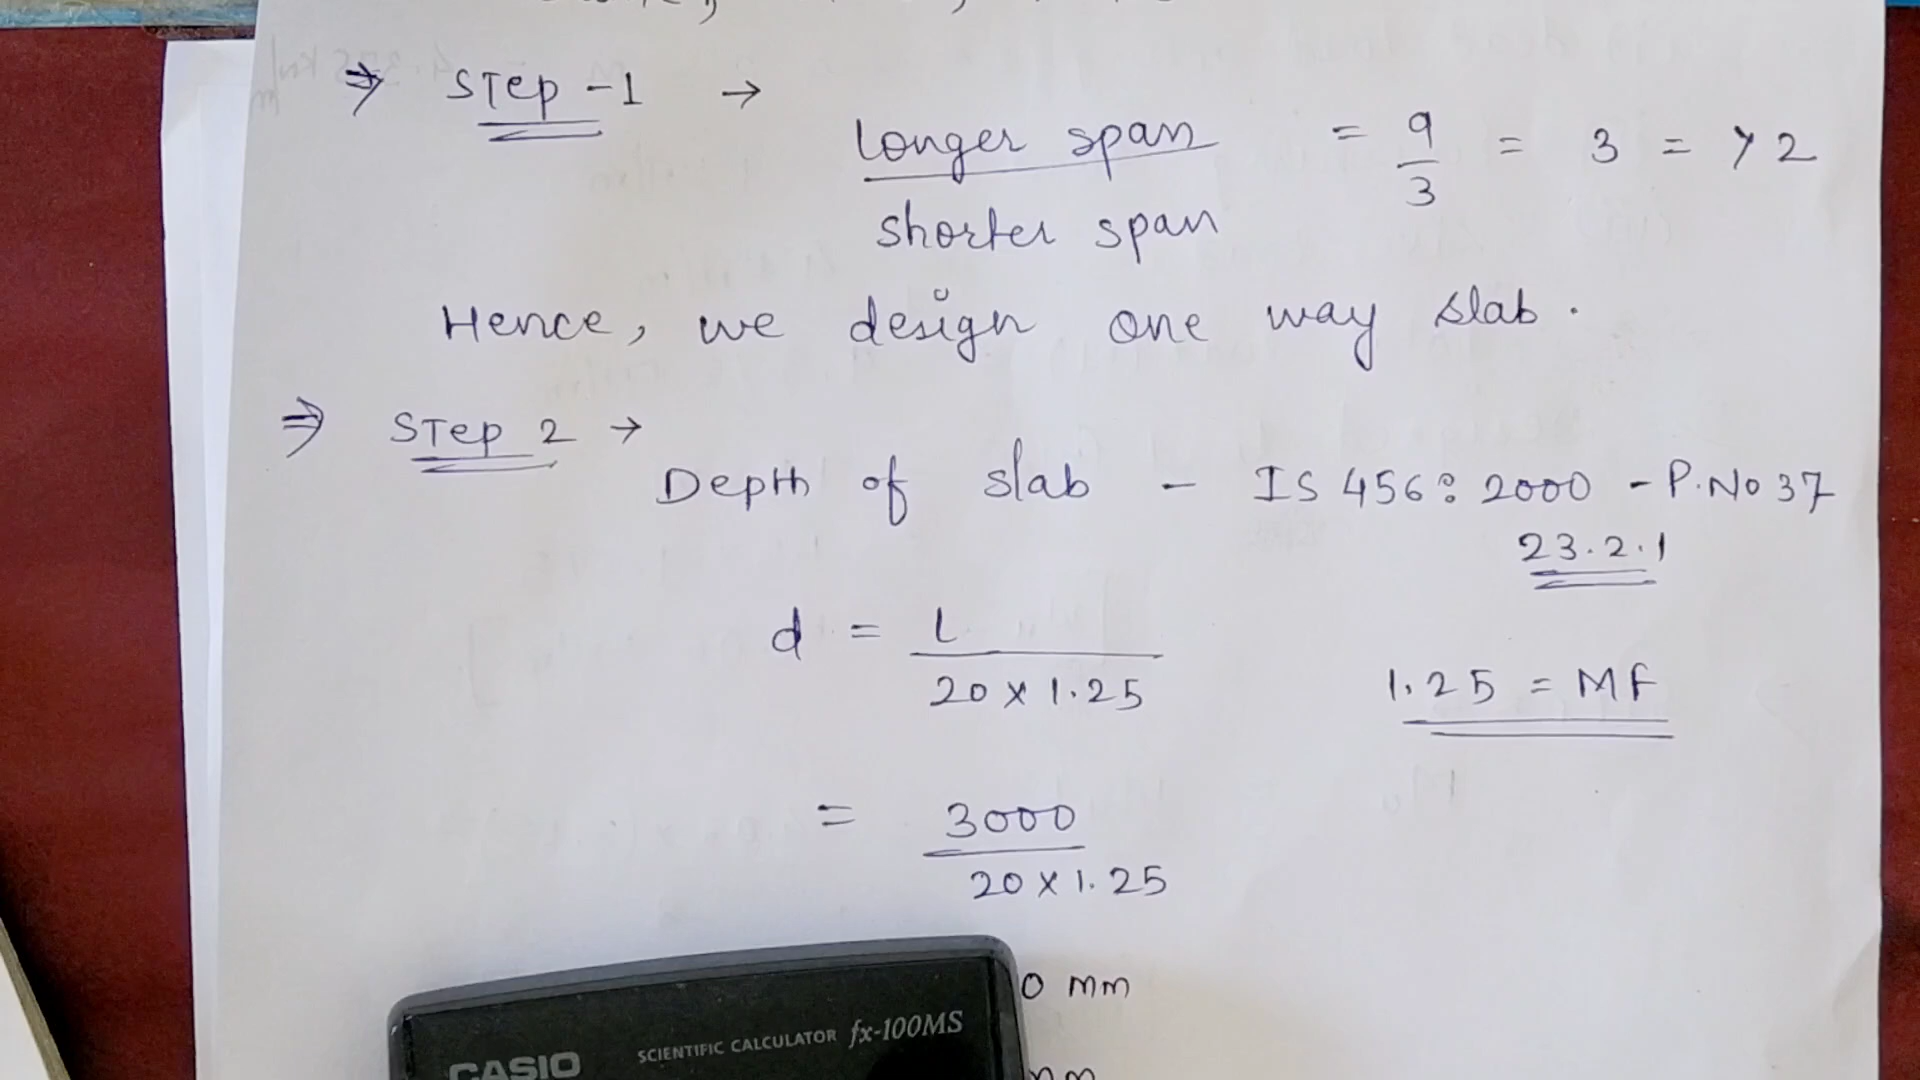 ⇒ Step-1 →
Longer span / shorter span = 9/3 = 3 = > 2
Hence, we design one way slab.
⇒ Step 2 →
Depth of slab - IS 456: 2000 - P.No 37
23.2.1
d = L / 20 x 1.25
1.25 = MF
= 3000 / 20 x 1.25
0 mm
CASIO SCIENTIFIC CALCULATOR fx-100MS